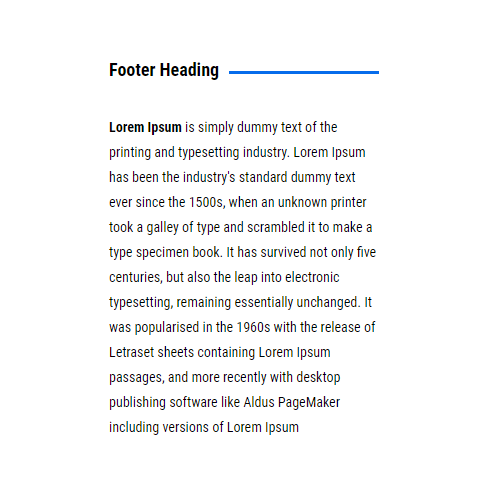 Footer Heading
Lorem Ipsum is simply dummy text of the
printing and typesetting industry. Lorem Ipsum
has been the industry's standard dummy text
ever since the 1500s, when an unknown printer
took a galley of type and scrambled it to make a
type specimen book. It has survived not only five
centuries, but also the leap into electronic
typesetting, remaining essentially unchanged. It
was popularised in the 1960s with the release of
Letraset sheets containing Lorem Ipsum
passages, and more recently with desktop
publishing software like Aldus PageMaker
including versions of Lorem Ipsum